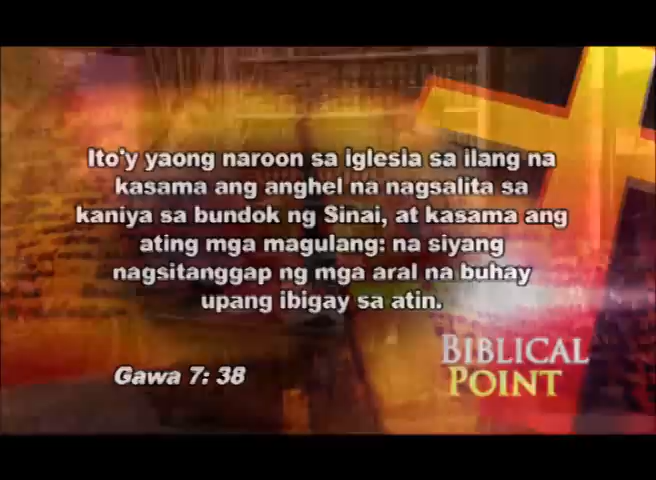 Ito'y yaong naroon sa iglesia sa ilang na
kasama ang anghel na nagsalita sa
kaniya sa bundok ng Sinai, at kasama ang
ating mga magulang: na siyang
nagsitanggap ng mga aral na buhay
upang ibigay sa atin.
Gawa 7: 38
BIBLICAL
POINT